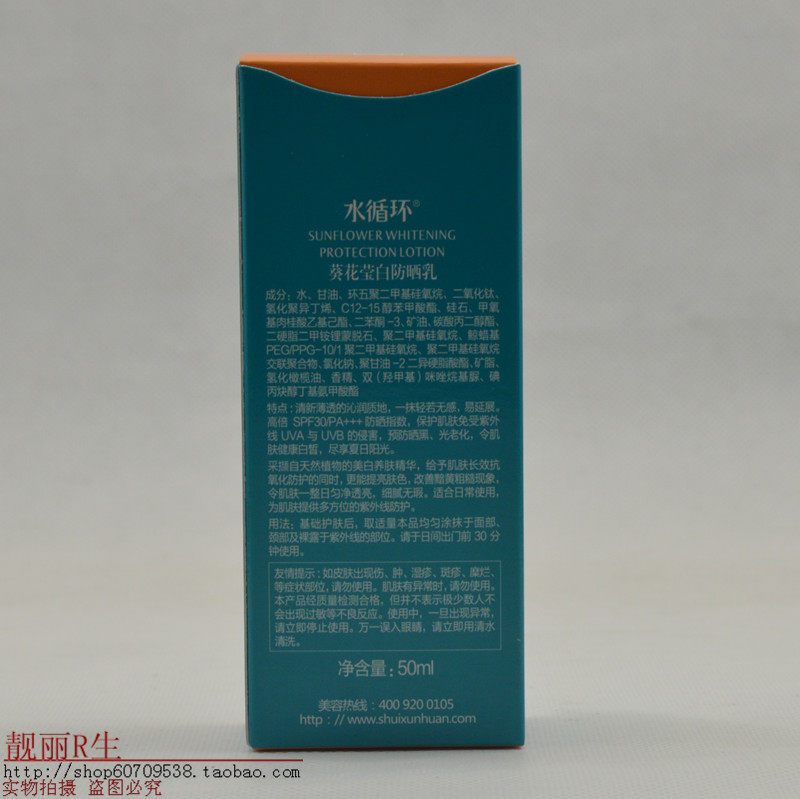 水循环®
SUNFLOWER WHITENING
PROTECTION LOTION
葵花莹白防晒乳
成分：水、甘油、环五聚二甲基硅氧烷、二氧化钛、
氢化聚异丁烯、C12-15醇苯甲酸酯、硅石、甲氧
基肉桂酸乙基己酯、二苯酮-3、矿油、碳酸丙二醇酯、
二硬脂二甲铵锂蒙脱石、聚二甲基硅氧烷、鲸蜡基
PEG/PPG-10/1聚二甲基硅氧烷、聚二甲基硅氧烷
交联聚合物、氯化钠、聚甘油-2二异硬脂酸酯、矿脂、
氢化橄榄油、香精、双（羟甲基）咪唑烷基脲、碘
丙炔醇丁基氨甲酸酯
特点：清新薄透的沁润质地，一抹轻若无感，易延展。
高倍 SPF30/PA+++防晒指数，保护肌肤免受紫外
线 UVA 与 UVB 的侵害，预防晒黑、光老化，令肌
肤健康白皙，尽享夏日阳光。
采撷自天然植物的美白养肤精华，给予肌肤长效抗
氧化防护的同时，更能提亮肤色，改善黯黄粗糙现象，
令肌肤一整日匀净透亮，细腻无瑕。适合日常使用，
为肌肤提供多方位的紫外线防护。
用法：基础护肤后，取适量本品均匀涂抹于面部、
颈部及裸露于紫外线的部位。请于日间出门前 30 分
钟使用。
友情提示：如皮肤出现伤、肿、湿疹、斑疹、糜烂、
等症状部位，请勿使用。肌肤有异常时，请勿使用。
本产品经质量检测合格，但并不表示极少数人不
会出现过敏等不良反应。使用中，一旦出现异常，
请立即停止使用。万一误入眼睛，请立即用清水
清洗。
净含量：50ml
美容热线：400 920 0105
http：// www.shuixunhuan.com
靓丽R生
http://shop60709538.taobao.com
实物拍摄 盗图必究